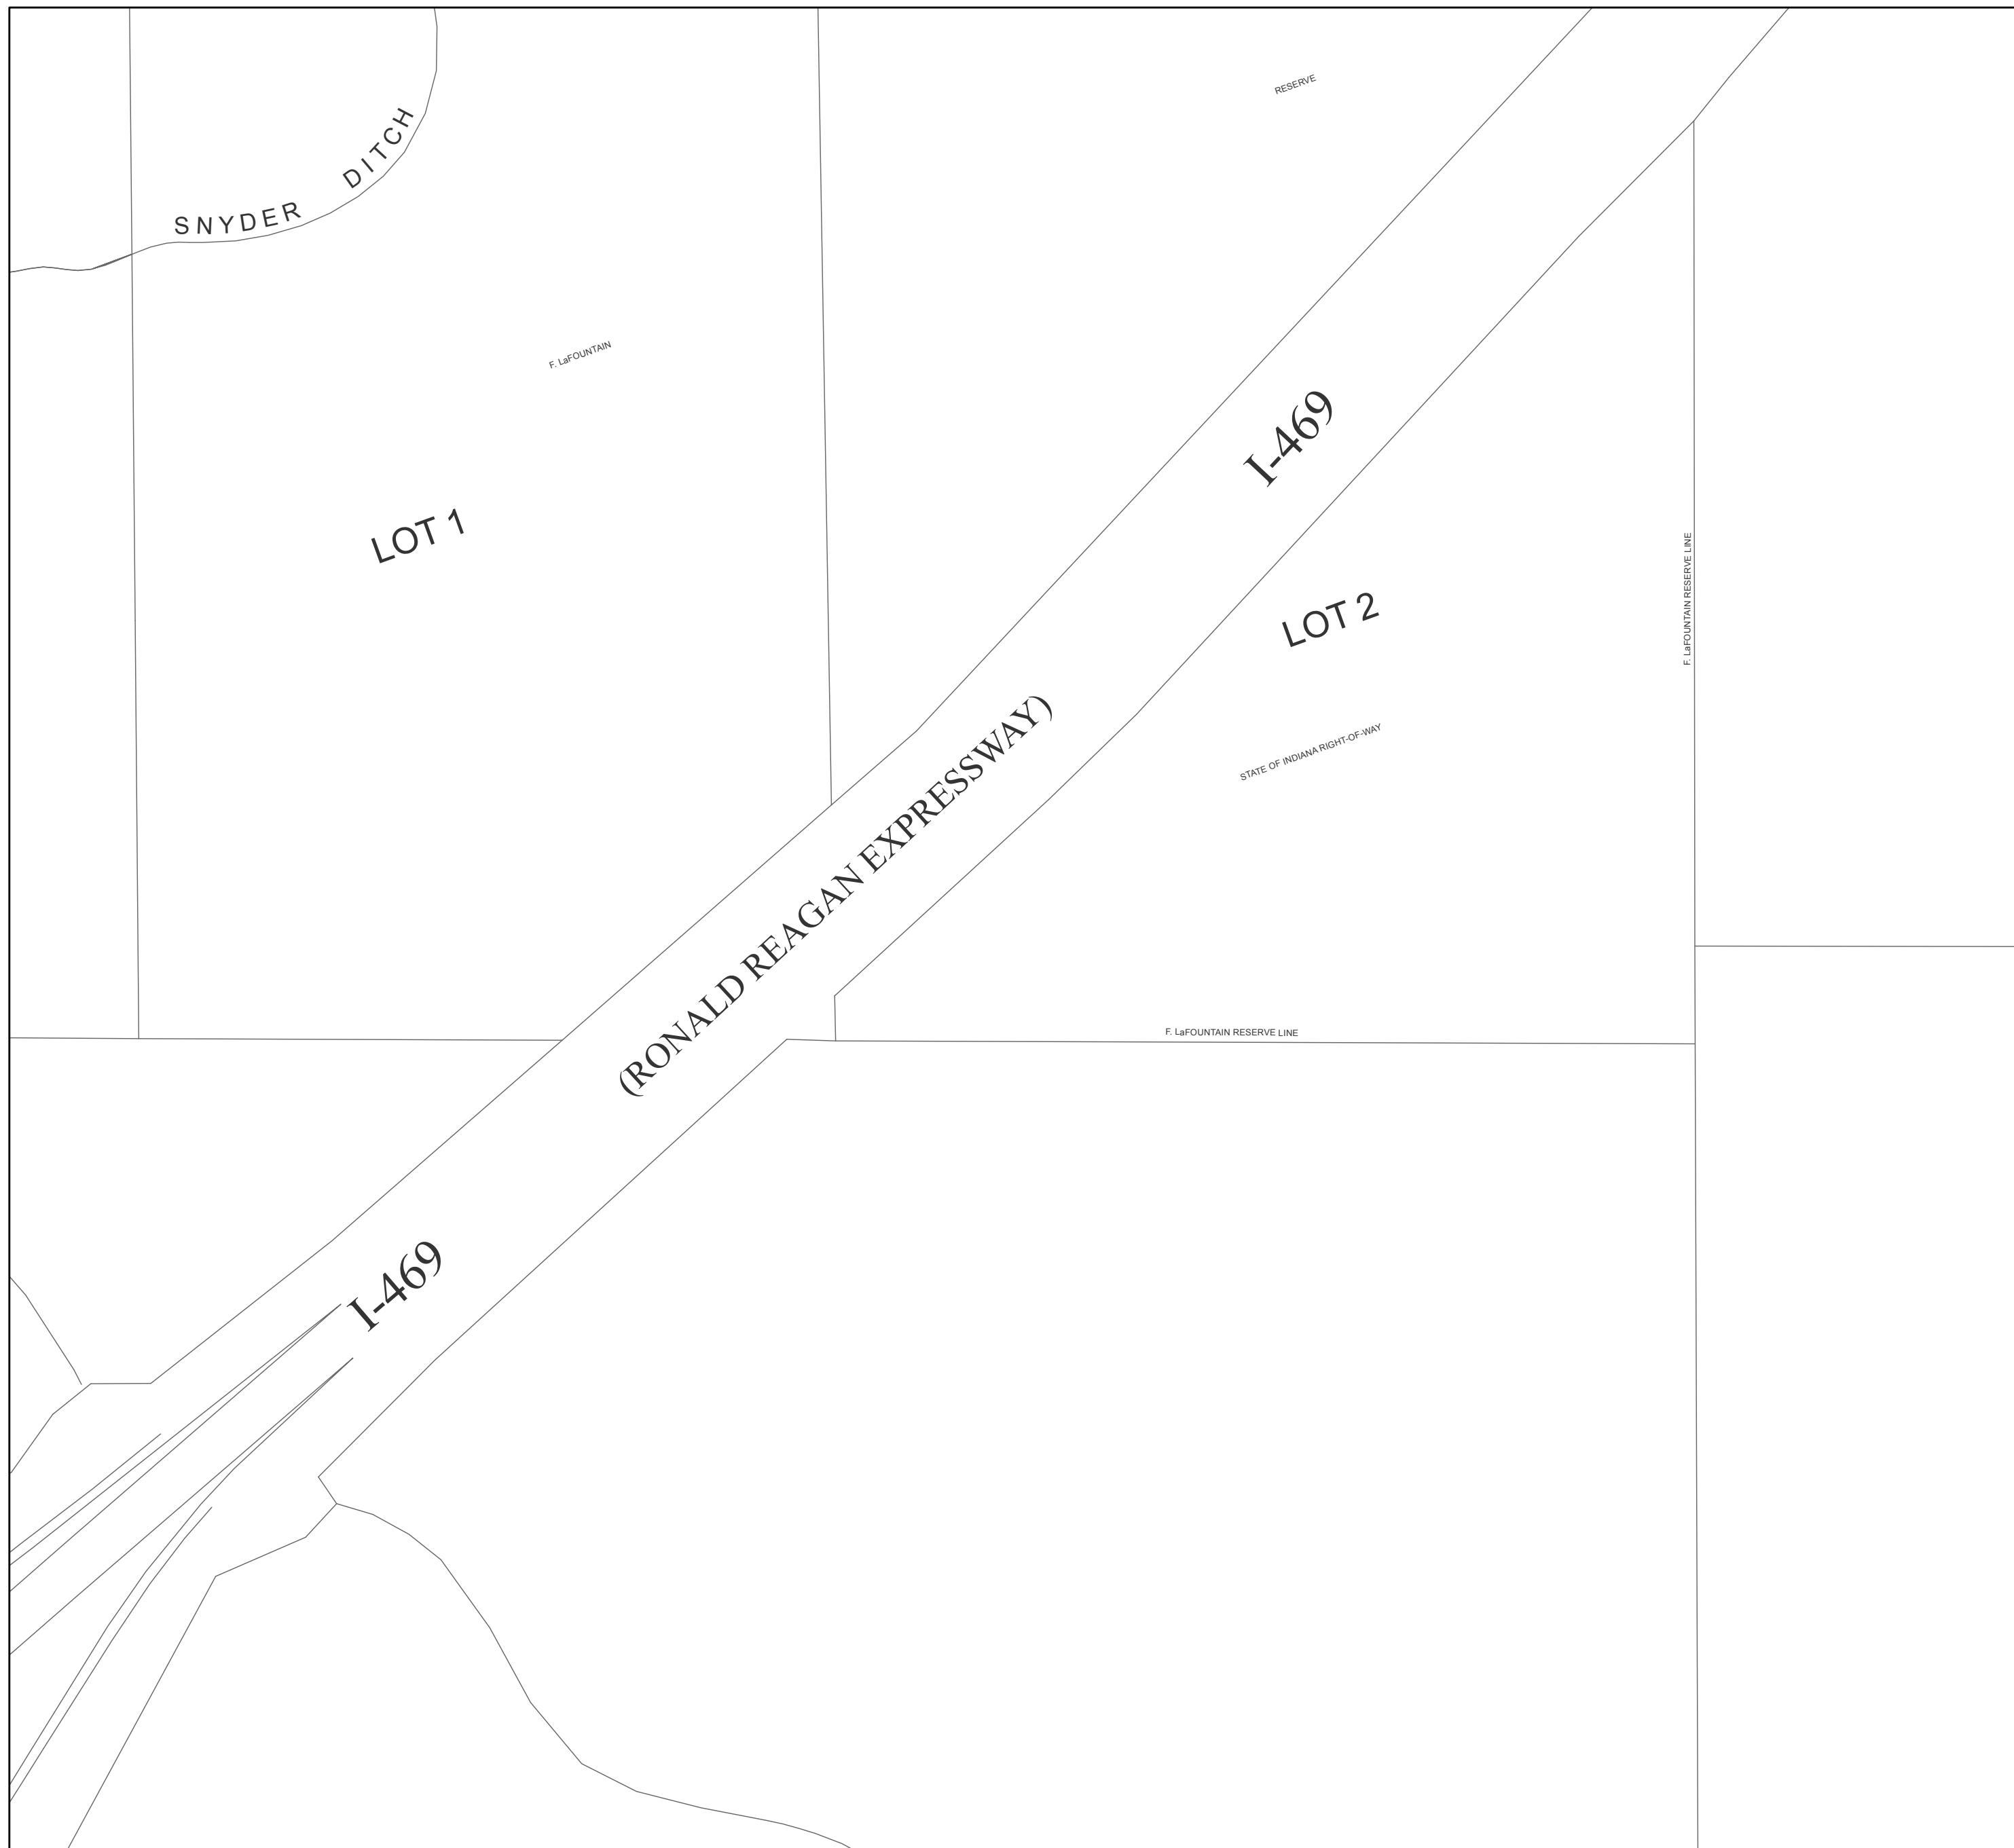 RESERVE
SNYDER DITCH
F. LaFOUNTAIN
I-469
LOT 1
LOT 2
F. LaFOUNTAIN RESERVE LINE
STATE OF INDIANA RIGHT-OF-WAY
(RONALD REAGAN EXPRESSWAY)
F. LaFOUNTAIN RESERVE LINE
I-469